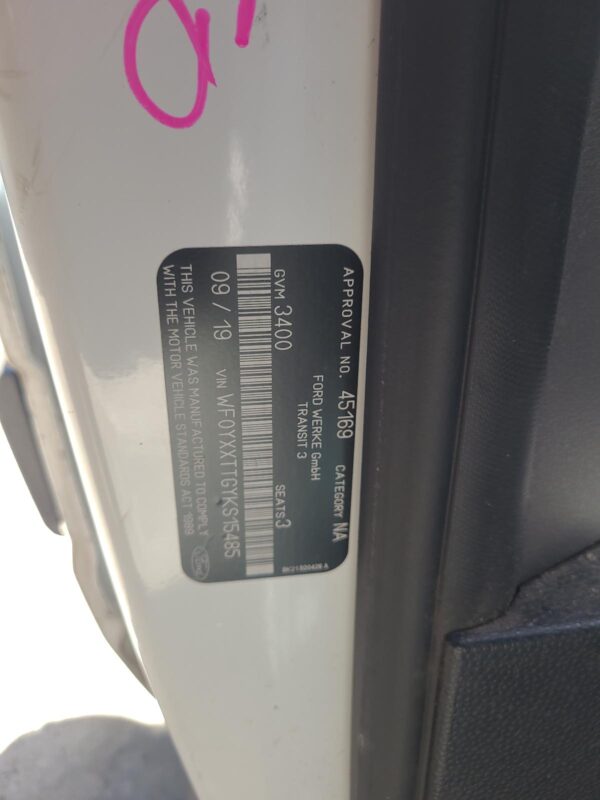 APPROVAL NO. 45169 CATEGORY NA
FORD WERKE GmbH
TRANSIT 3
GVM 3400 SEATS 3
09 / 19 VIN WF0YXXTTGYKS15485
THIS VEHICLE WAS MANUFACTURED TO COMPLY
WITH THE MOTOR VEHICLE STANDARDS ACT 1989
Ford